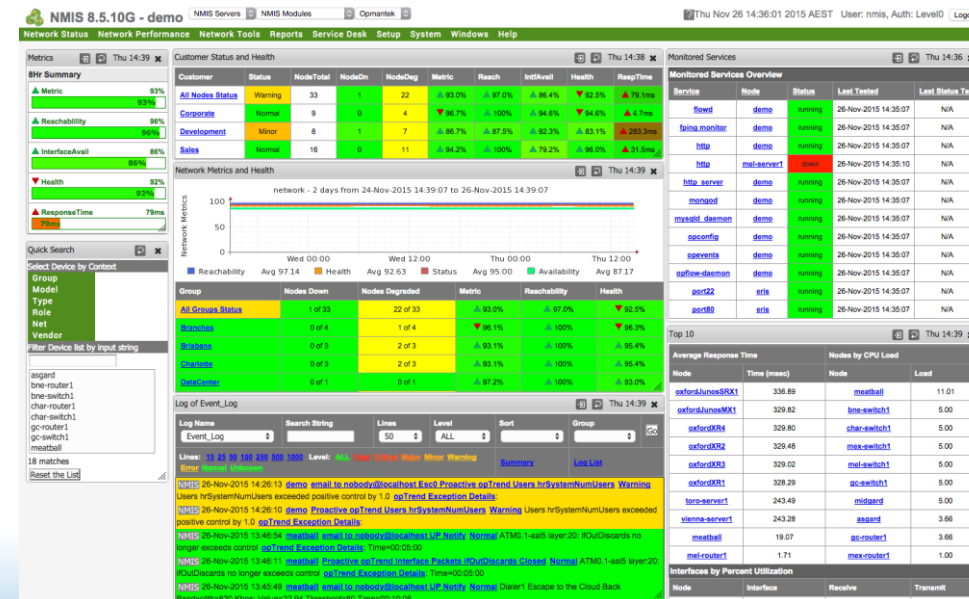 NMIS 8.5.10G - demo NMIS Servers NMIS Modules Opmantek Thu Nov 26 14:36:01 2015 AEST User: nmis, Auth: Level0
Network Status Network Performance Network Tools Reports Service Desk Setup System Windows Help
Metrics Thu 14:39
8Hr Summary
Metric 93%
93%
Reachability 96%
96%
InterfaceAvail 86%
86%
Health 92%
92%
ResponseTime 79ms
79ms
Quick Search
Select Device by Context
Group
Model
Type
Role
Net
Vendor
Filter Device list by input string
asgard
bne-router1
bne-switch1
char-router1
char-switch1
gc-router1
gc-switch1
meatball
18 matches
Reset the List
Customer Status and Health Thu 14:38
Customer Status NodeTotal NodeDn NodeDeg Metric Reach IntfAvail Health RespTime
All Nodes Status Warning 33 1 22 93.0% 97.0% 86.4% 92.5% 79.1ms
Corporate Normal 9 0 4 96.7% 100% 94.6% 94.6% 4.7ms
Development Minor 8 1 7 86.7% 87.5% 92.3% 83.1% 283.3ms
Sales Normal 16 0 11 94.2% 100% 79.2% 96.0% 31.5ms
Network Metrics and Health Thu 14:39
network - 2 days from 24-Nov-2015 14:39:07 to 26-Nov-2015 14:39:07
Network Metrics
100
50
0
Wed 00:00 Wed 12:00 Thu 00:00 Thu 12:00
Reachability Avg 97.14 Health Avg 92.63 Status Avg 95.00 Availability Avg 87.17
Group Nodes Down Nodes Degraded Metric Reachability Health
All Groups Status 1 of 33 22 of 33 93.0% 97.0% 92.5%
Branches 0 of 4 1 of 4 96.1% 100% 96.3%
Brisbane 0 of 3 2 of 3 93.1% 100% 95.4%
Charlotte 0 of 3 2 of 3 93.1% 100% 95.4%
DataCenter 0 of 1 0 of 1 97.2% 100% 93.0%
Log of Event_Log Thu 14:39
Log Name Search String Lines Level Sort Group
Event_Log 50 ALL Go
Lines: 15 25 50 100 250 500 1000 Level: ALL Fatal Critical Major Minor Warning
Error Normal Unknown Summary Log List
NMIS 26-Nov-2015 14:26:13 demo email to nobody@localhost Esc0 Proactive opTrend Users hrSystemNumUsers Warning
Users hrSystemNumUsers exceeded positive control by 1.0 opTrend Exception Details:
NMIS 26-Nov-2015 14:26:10 demo Proactive opTrend Users hrSystemNumUsers Warning Users hrSystemNumUsers exceeded
positive control by 1.0 opTrend Exception Details:
NMIS 26-Nov-2015 13:46:54 meatball email to nobody@localhost UP Notify Normal ATM0.1-aal5 layer:20; ifOutDiscards no
longer exceeds control opTrend Exception Details: Time=00:05:00
NMIS 26-Nov-2015 13:46:11 meatball Proactive opTrend Interface Packets ifOutDiscards Closed Normal ATM0.1-aal5 layer:20;
ifOutDiscards no longer exceeds control opTrend Exception Details: Time=00:05:00
NMIS 26-Nov-2015 13:45:49 meatball email to nobody@localhost UP Notify Normal Dialer1 Escape to the Cloud Back
Monitored Services Thu 14:36
Monitored Services Overview
Service Node Status Last Tested Last Status
flowd demo running 26-Nov-2015 14:35:07 N/A
fping monitor demo running 26-Nov-2015 14:35:07 N/A
http demo running 26-Nov-2015 14:35:07 N/A
http mel-server1 down 26-Nov-2015 14:35:10 N/A
http_server demo running 26-Nov-2015 14:35:07 N/A
mongod demo running 26-Nov-2015 14:35:07 N/A
mysqld_daemon demo running 26-Nov-2015 14:35:07 N/A
opconfig demo running 26-Nov-2015 14:35:07 N/A
opevents demo running 26-Nov-2015 14:35:07 N/A
opflow-daemon demo running 26-Nov-2015 14:35:07 N/A
port22 eris running 26-Nov-2015 14:35:07 N/A
port80 eris running 26-Nov-2015 14:35:07 N/A
Top 10 Thu 14:39
Average Response Time Nodes by CPU Load
Node Time (msec) Node Load
oxfordJunosSRX1 336.89 meatball 11.01
oxfordJunosMX1 329.82 bne-switch1 5.00
oxfordXR4 329.80 char-switch1 5.00
oxfordXR2 329.48 mex-switch1 5.00
oxfordXR3 329.02 mel-switch1 5.00
oxfordXR1 328.29 gc-switch1 5.00
toro-server1 243.49 midgard 5.00
vienna-server1 243.28 asgard 3.66
meatball 19.07 gc-router1 3.66
mel-router1 1.71 mex-router1 1.00
Interfaces by Percent Utilization
Node Interface Receive Transmit